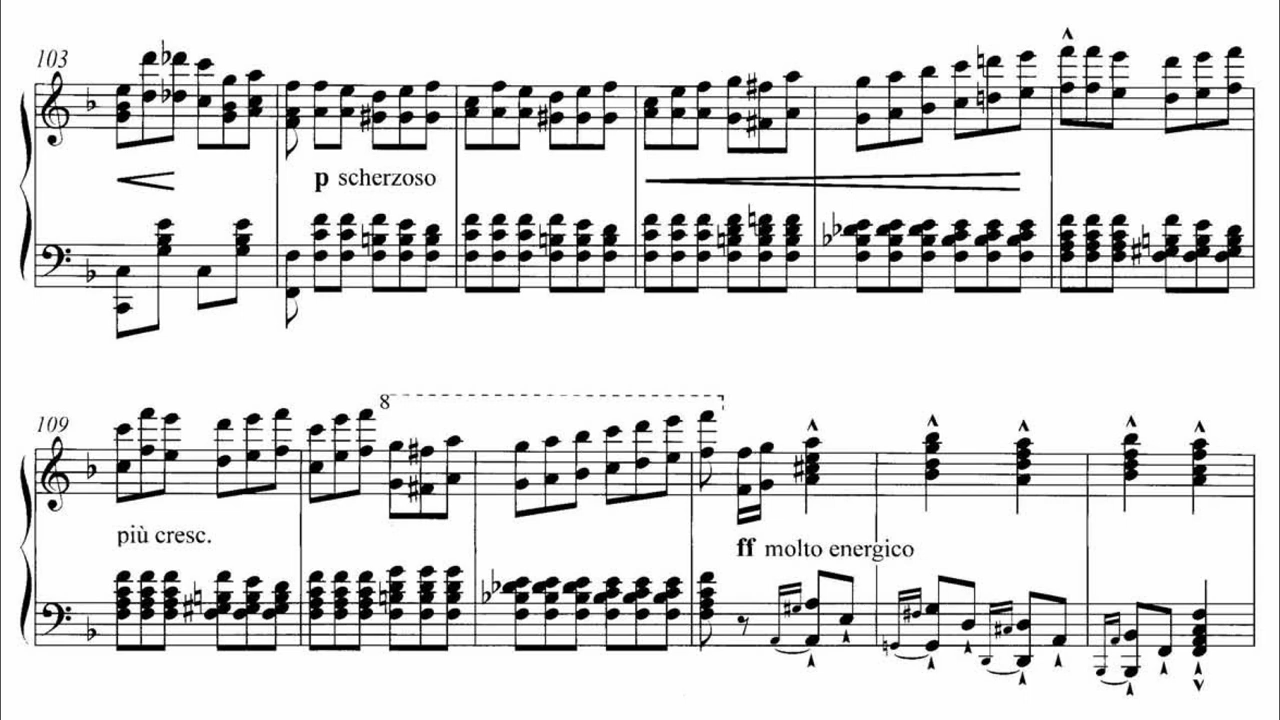 103
p scherzoso
109
8
più cresc.
ff molto energico